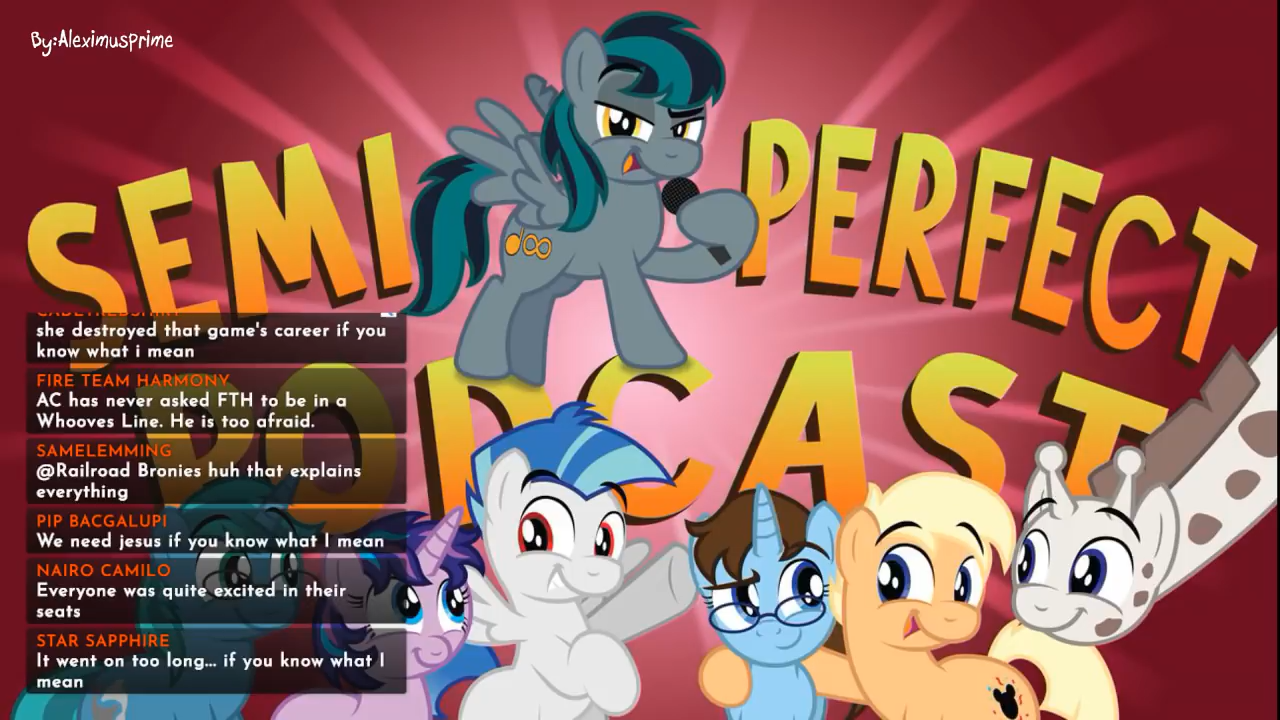 By:Aleximusprime
SEMI PERFECT
PODCAST
she destroyed that game's career if you
know what i mean
FIRE TEAM HARMONY
AC has never asked FTH to be in a
Whooves Line. He is too afraid.
SAMELEMMING
@Railroad Bronies huh that explains
everything
PIP BACGALUPI
We need jesus if you know what I mean
NAIRO CAMILO
Everyone was quite excited in their
seats
STAR SAPPHIRE
It went on too long... if you know what I
mean